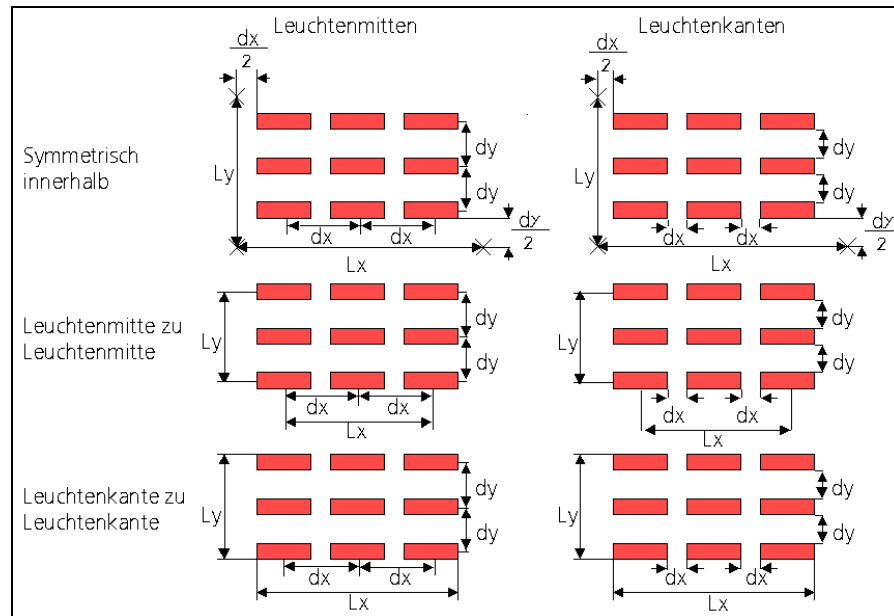 Leuchtenmitten
Leuchtenkanten
dx
2
dx
2
Symmetrisch
innerhalb
Ly
dy
dy
dx
dx
Lx
dy
2
Ly
dy
dy
dx
dx
Lx
dy
2
Leuchtenmitte zu
Leuchtenmitte
Ly
dy
dy
dx
dx
Lx
Ly
dy
dy
dx
dx
Lx
Leuchtenkante zu
Leuchtenkante
Ly
dy
dy
dx
dx
Lx
Ly
dy
dy
dx
dx
Lx